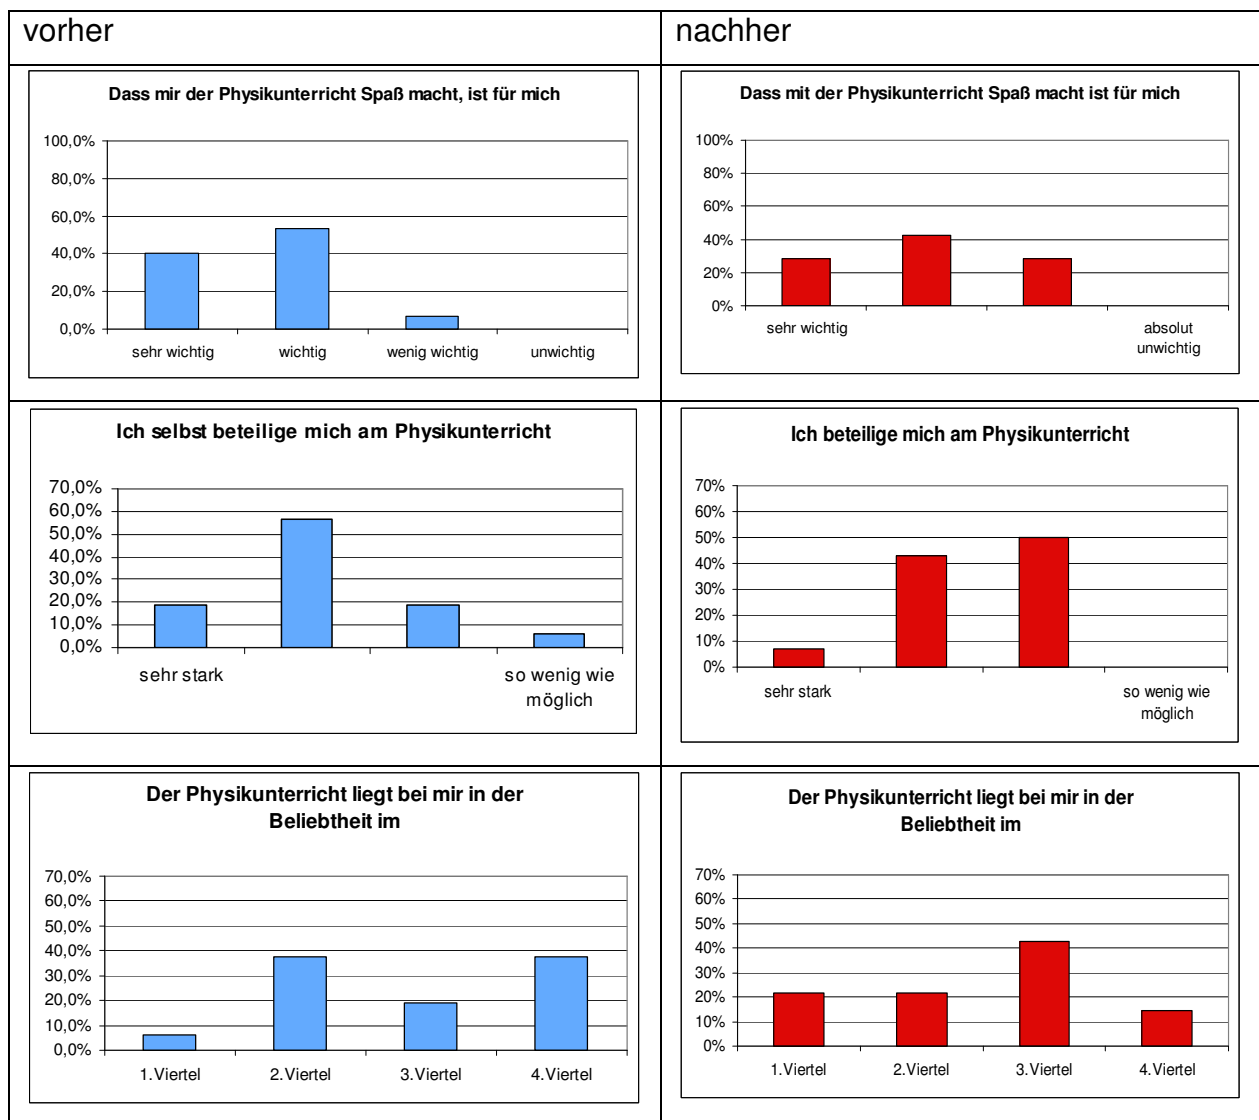 vorher
nachher
Dass mir der Physikunterricht Spaß macht, ist für mich
100,0%
80,0%
60,0%
40,0%
20,0%
0,0%
sehr wichtig
wichtig
wenig wichtig
unwichtig
Dass mit der Physikunterricht Spaß macht ist für mich
100%
80%
60%
40%
20%
0%
sehr wichtig
absolut
unwichtig
Ich selbst beteilige mich am Physikunterricht
70,0%
60,0%
50,0%
40,0%
30,0%
20,0%
10,0%
0,0%
sehr stark
so wenig wie
möglich
Ich beteilige mich am Physikunterricht
70%
60%
50%
40%
30%
20%
10%
0%
sehr stark
so wenig wie
möglich
Der Physikunterricht liegt bei mir in der
Beliebtheit im
70,0%
60,0%
50,0%
40,0%
30,0%
20,0%
10,0%
0,0%
1.Viertel
2.Viertel
3.Viertel
4.Viertel
Der Physikunterricht liegt bei mir in der
Beliebtheit im
70%
60%
50%
40%
30%
20%
10%
0%
1.Viertel
2.Viertel
3.Viertel
4.Viertel